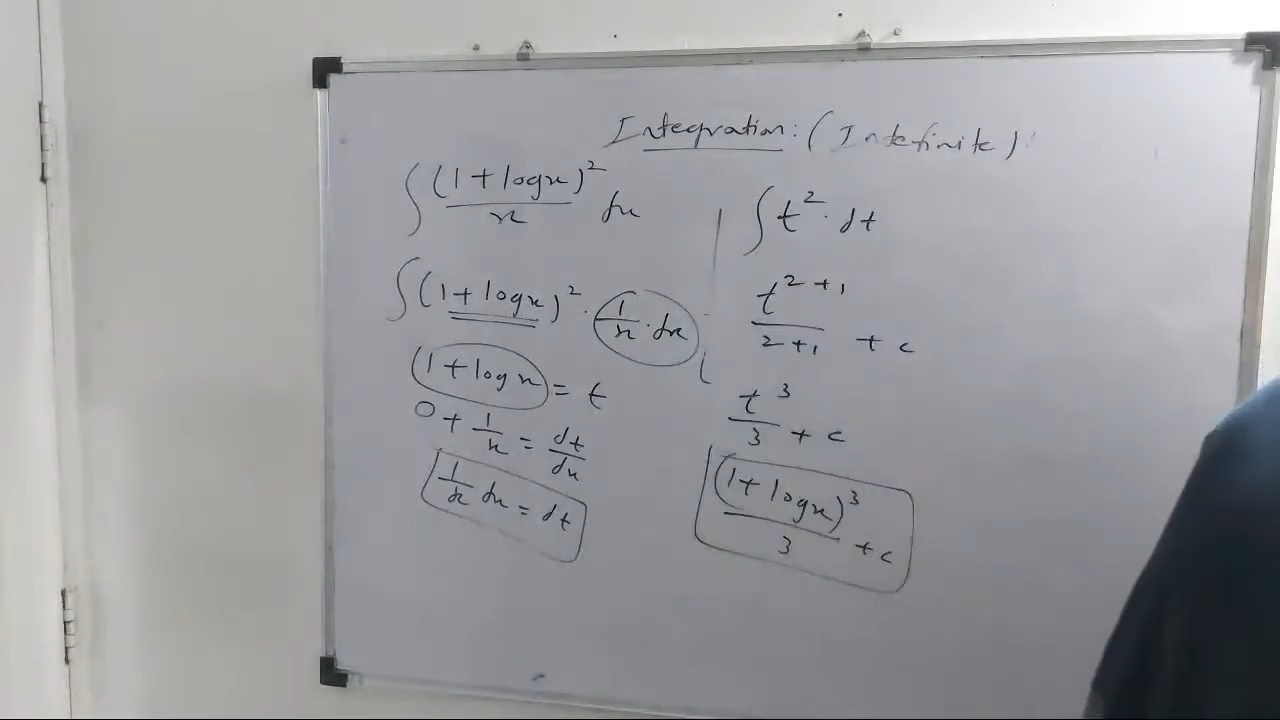 Integration: (Indefinite)
∫ (1 + logx)² / x dx
∫ (1 + logx)² · 1/x · dx
(1 + logx) = t
0 + 1/x = dt/dx
1/x dx = dt
∫ t² · dt
t²⁺¹ / 2+1 + c
t³ / 3 + c
(1 + logx)³ / 3 + c